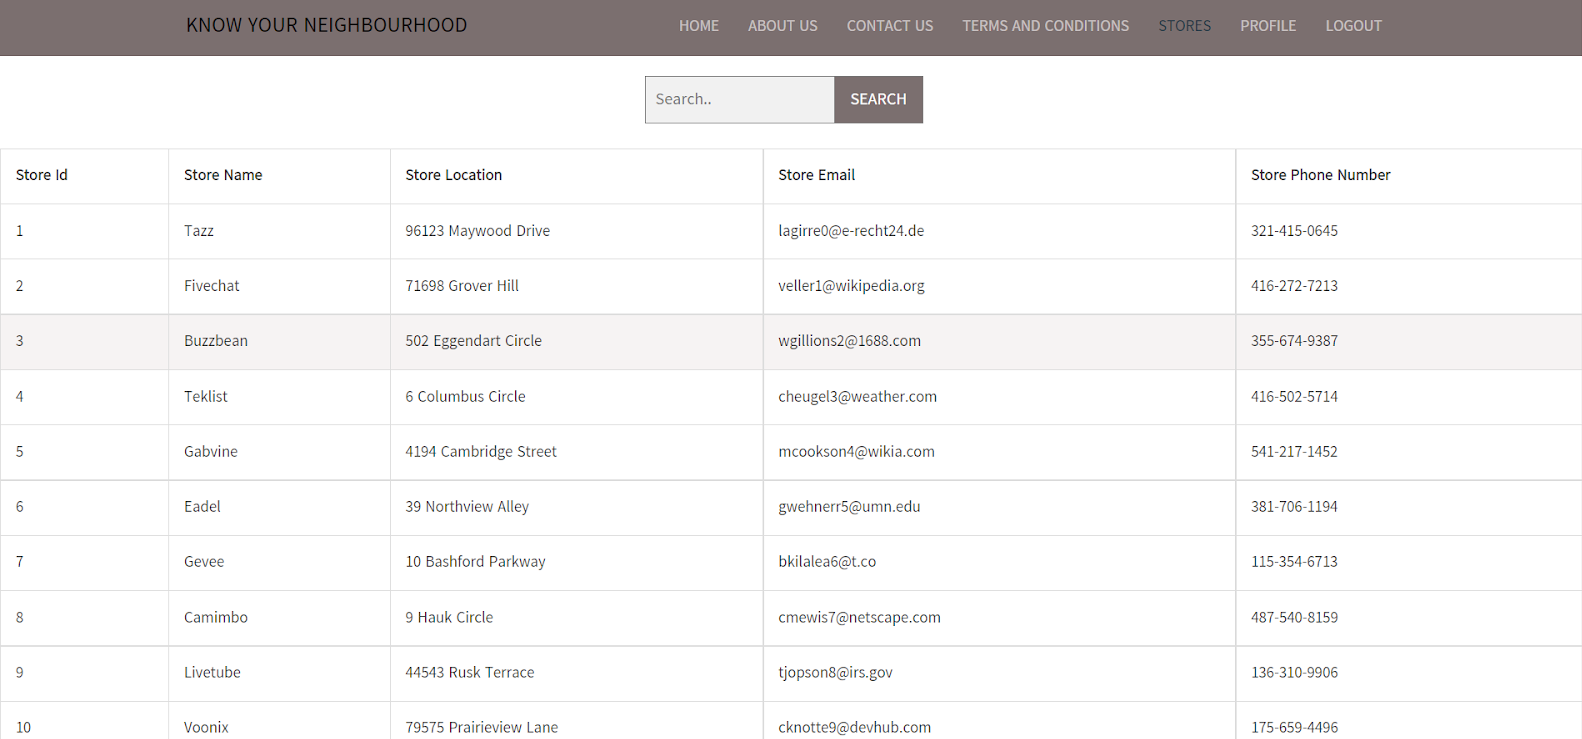 KNOW YOUR NEIGHBOURHOOD HOME ABOUT US CONTACT US TERMS AND CONDITIONS STORES PROFILE LOGOUT
Search.. SEARCH
Store Id Store Name Store Location Store Email Store Phone Number
1 Tazz 96123 Maywood Drive lagirre0@e-recht24.de 321-415-0645
2 Fivechat 71698 Grover Hill veller1@wikipedia.org 416-272-7213
3 Buzzbean 502 Eggendart Circle wgillions2@1688.com 355-674-9387
4 Teklist 6 Columbus Circle cheugel3@weather.com 416-502-5714
5 Gabvine 4194 Cambridge Street mcookson4@wikia.com 541-217-1452
6 Eadel 39 Northview Alley gwehnerr5@umn.edu 381-706-1194
7 Gevee 10 Bashford Parkway bkilalea6@t.co 115-354-6713
8 Camimbo 9 Hauk Circle cmewis7@netscape.com 487-540-8159
9 Livetube 44543 Rusk Terrace tjopson8@irs.gov 136-310-9906
10 Voonix 79575 Prairieview Lane cknotte9@devhub.com 175-659-4496